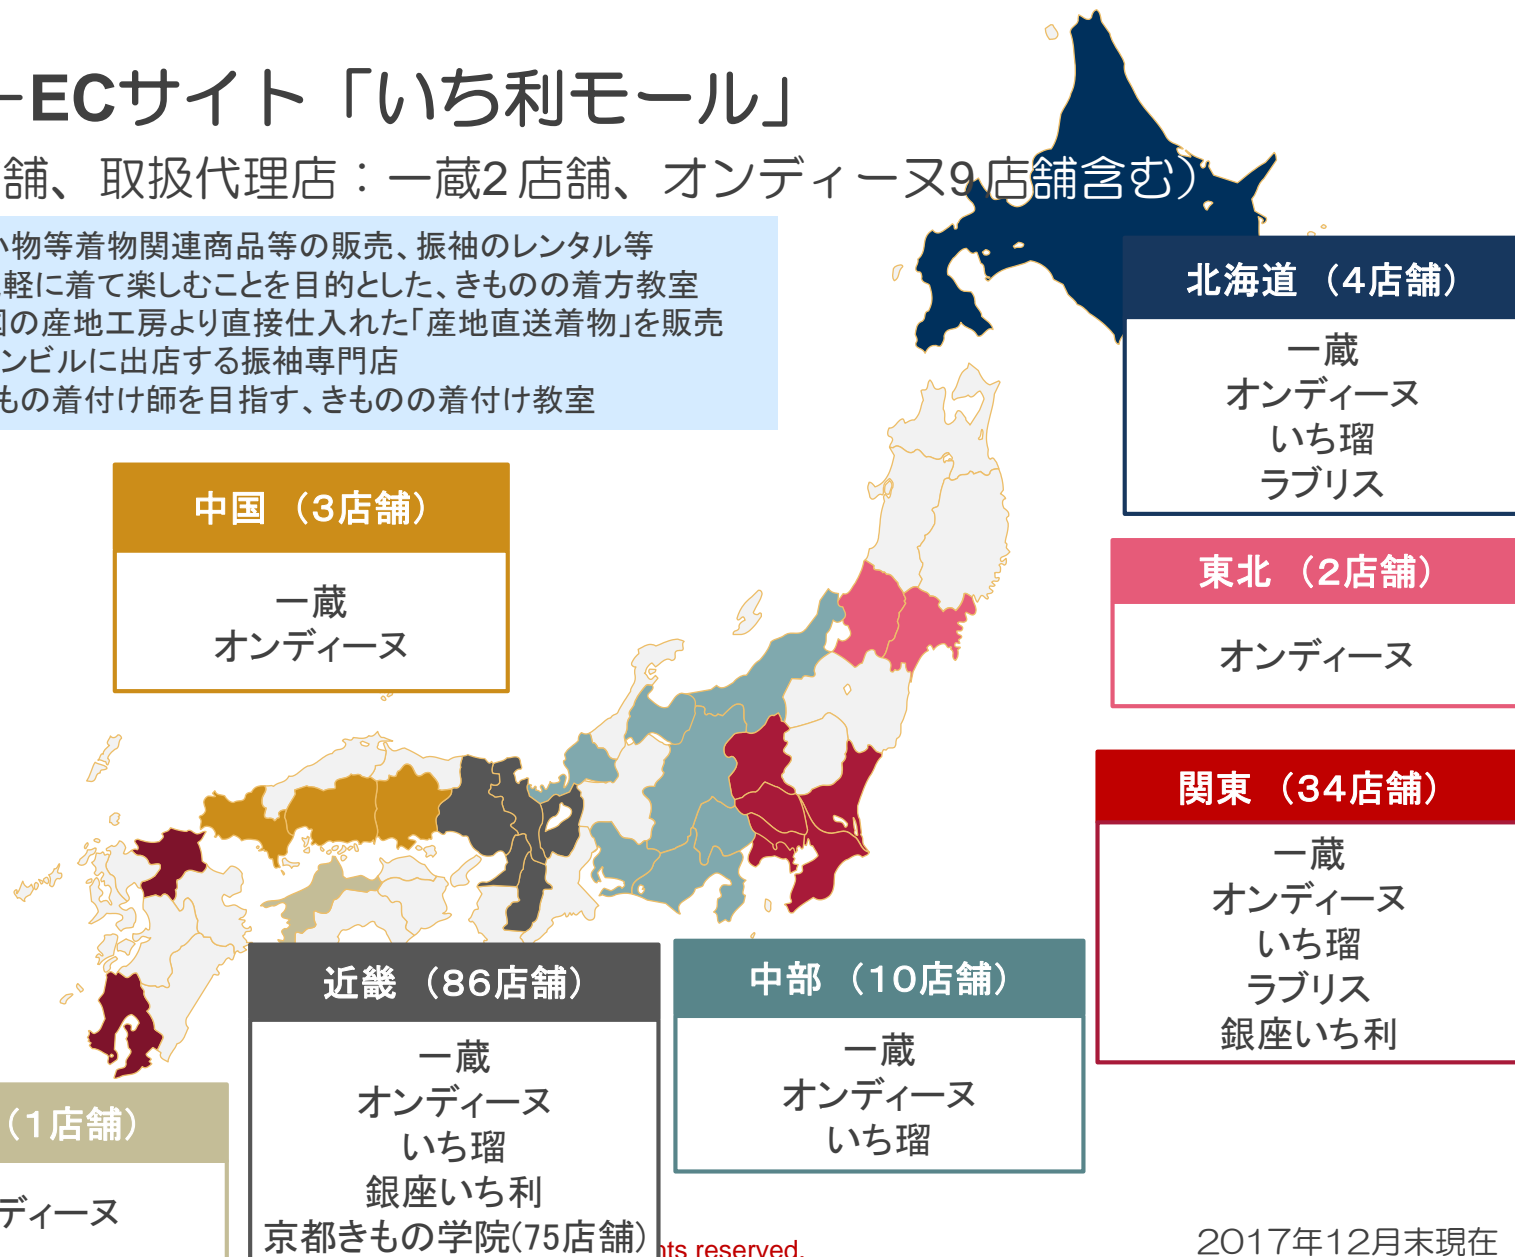 ーECサイト「いち利モール」
舗、取扱代理店：一蔵2店舗、オンディーヌ9店舗含む）
物等着物関連商品等の販売、振袖のレンタル等
軽に着て楽しむことを目的とした、きものの着方教室
の産地工房より直接仕入れた「産地直送着物」を販売
ンビルに出店する振袖専門店
もの着付け師を目指す、きものの着付け教室
北海道 （4店舗）
一蔵
オンディーヌ
いち瑠
ラブリス
中国 （3店舗）
一蔵
オンディーヌ
東北 （2店舗）
オンディーヌ
関東 （34店舗）
一蔵
オンディーヌ
いち瑠
ラブリス
銀座いち利
近畿 （86店舗）
一蔵
オンディーヌ
いち瑠
銀座いち利
京都きもの学院(75店舗)
中部 （10店舗）
一蔵
オンディーヌ
いち瑠
（1店舗）
ディーヌ
hts reserved.
2017年12月末現在